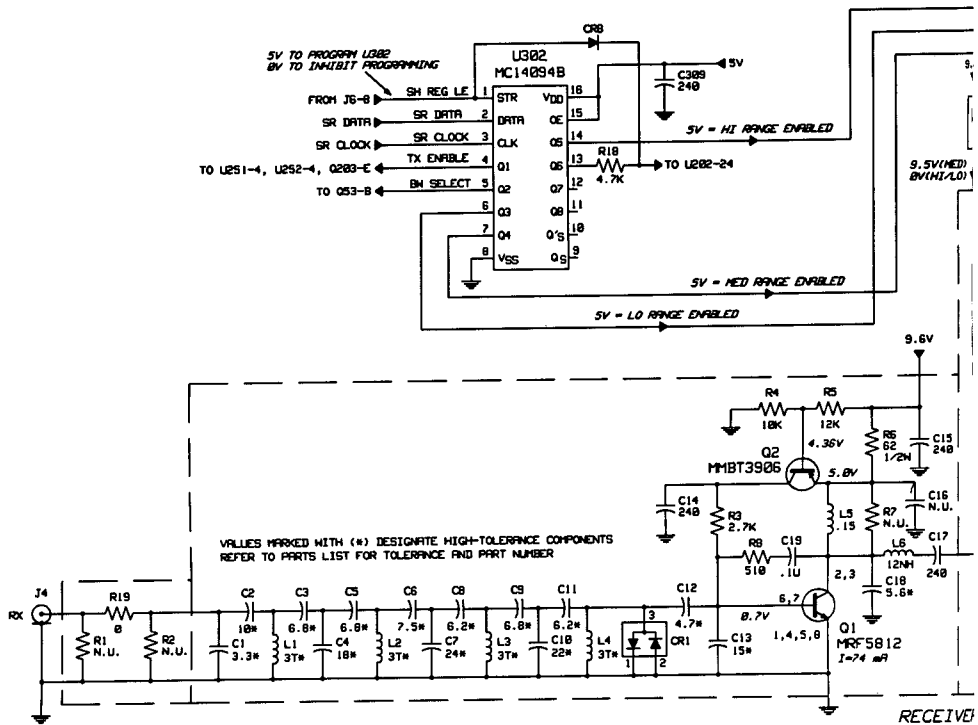 CR8
5V TO PROGRAM U302
0V TO INHIBIT PROGRAMMING
U302
MC14094B
5V
C309
240
FROM J6-8
SH REG LE
1
STR
VDD
16
SR DATA
SR DATA
2
DATA
OE
15
SR CLOCK
SR CLOCK
3
CLK
Q5
14
5V = HI RANGE ENABLED
TO U251-4, U252-4, Q203-E
TX ENABLE
4
Q1
Q6
13
R18
4.7K
TO U202-24
TO Q53-B
BW SELECT
5
Q2
Q7
12
6
Q3
Q8
11
7
Q4
Q'S
10
8
VSS
QS
9
9.5V(MED)
0V(HI/LO)
5V = MED RANGE ENABLED
5V = LO RANGE ENABLED
9.6V
R4
10K
R5
12K
R6
62
1/2W
C15
240
4.36V
Q2
MMBT3906
5.0V
C14
240
R3
2.7K
L5
.15
R7
N.U.
C16
N.U.
VALUES MARKED WITH (*) DESIGNATE HIGH-TOLERANCE COMPONENTS
REFER TO PARTS LIST FOR TOLERANCE AND PART NUMBER
R8
510
C19
.1U
L6
12NH
C17
240
C18
5.6*
2,3
J4
RX
R19
0
R1
N.U.
R2
N.U.
C2
10*
C3
6.8*
C5
6.8*
C6
7.5*
C8
6.2*
C9
6.8*
C11
6.2*
C12
4.7*
C1
3.3*
L1
3T*
C4
18*
L2
3T*
C7
24*
L3
3T*
C10
22*
L4
3T*
3
CR1
1
2
C13
15*
0.7V
6,7
1,4,5,8
Q1
MRF5812
I=74 mA
RECEIVER